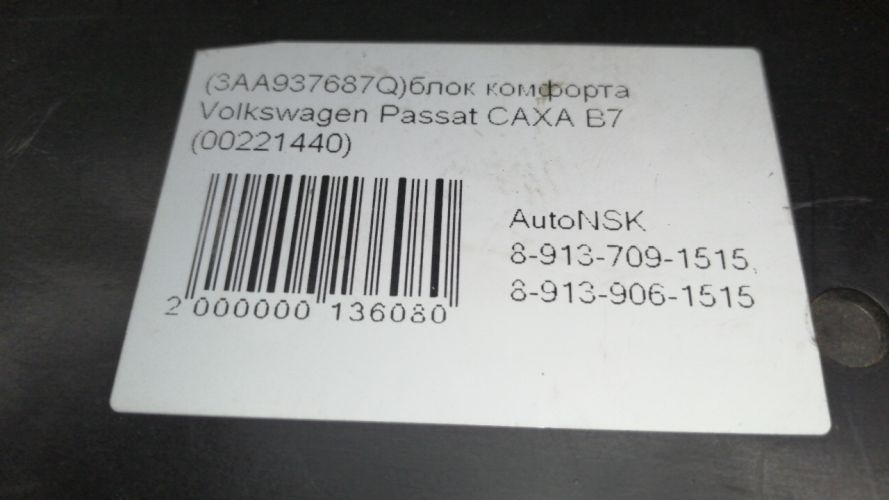 (3AA937687Q)блок комфорта
Volkswagen Passat CAXA B7
(00221440)
AutoNSK
8-913-709-1515,
8-913-906-1515
2 000000 136080